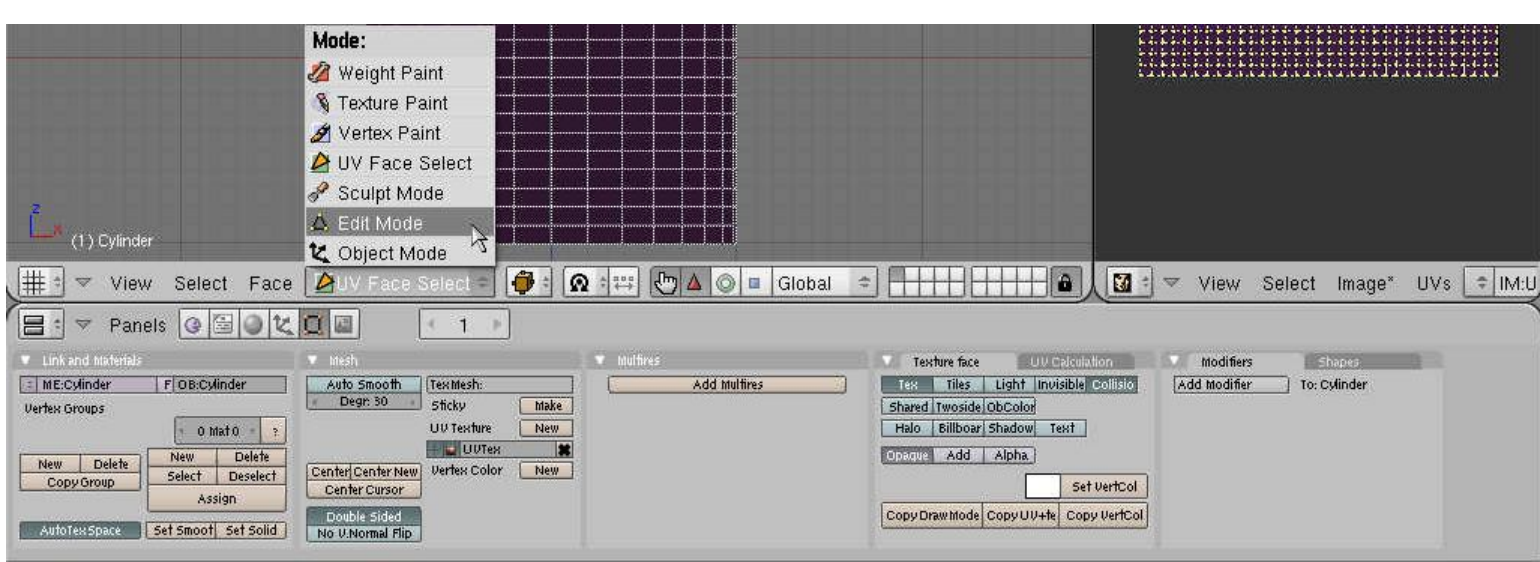 Mode:
Weight Paint
Texture Paint
Vertex Paint
UV Face Select
Sculpt Mode
Edit Mode
Object Mode
z
x
(1) Cylinder
View Select Face UV Face Select Global
View Select Image* UVs IM:U
Panels 1
Link and Materials
ME:Cylinder F OB:Cylinder
Vertex Groups
0 Mat 0 ?
New Delete
Copy Group
New Delete
Select Deselect
Assign
AutoTexSpace Set Smoot Set Solid
Mesh
Auto Smooth
Degr: 30
TexMesh:
Sticky Make
UV Texture New
UVTex
Vertex Color New
Center Center New
Center Cursor
Double Sided
No V.Normal Flip
Multires
Add Multires
Texture face UV Calculation
Tex Tiles Light Invisible Collisio
Shared Twoside ObColor
Halo Billboar Shadow Text
Opaque Add Alpha
Set VertCol
Copy DrawMode Copy UV+te Copy VertCol
Modifiers Shapes
Add Modifier To: Cylinder